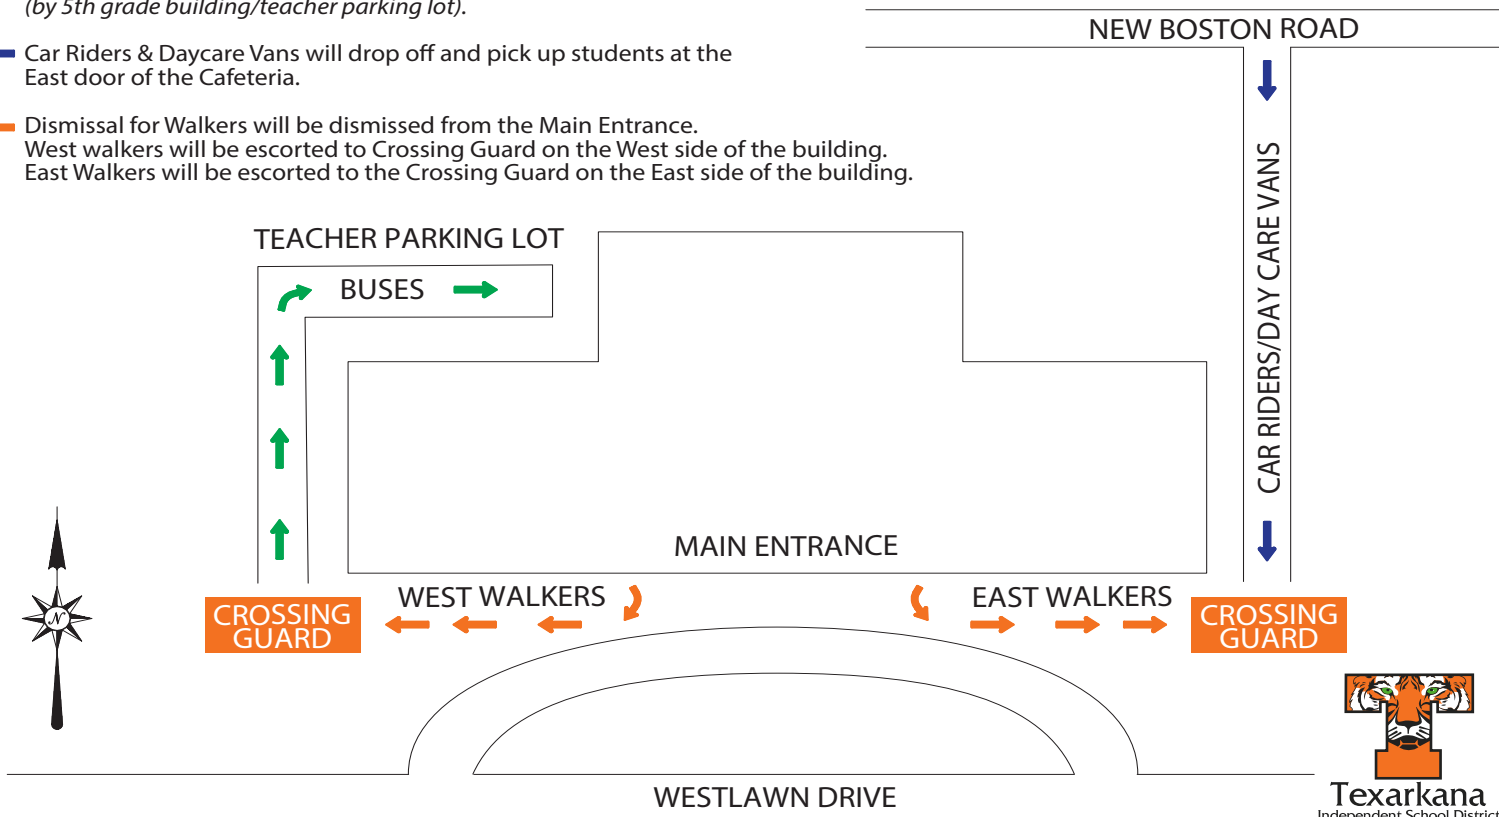 (by 5th grade building/teacher parking lot).
Car Riders & Daycare Vans will drop off and pick up students at the
East door of the Cafeteria.
Dismissal for Walkers will be dismissed from the Main Entrance.
West walkers will be escorted to Crossing Guard on the West side of the building.
East Walkers will be escorted to the Crossing Guard on the East side of the building.
NEW BOSTON ROAD
CAR RIDERS/DAY CARE VANS
TEACHER PARKING LOT
BUSES
MAIN ENTRANCE
WEST WALKERS
EAST WALKERS
CROSSING
GUARD
CROSSING
GUARD
N
WESTLAWN DRIVE
Texarkana
Independent School District